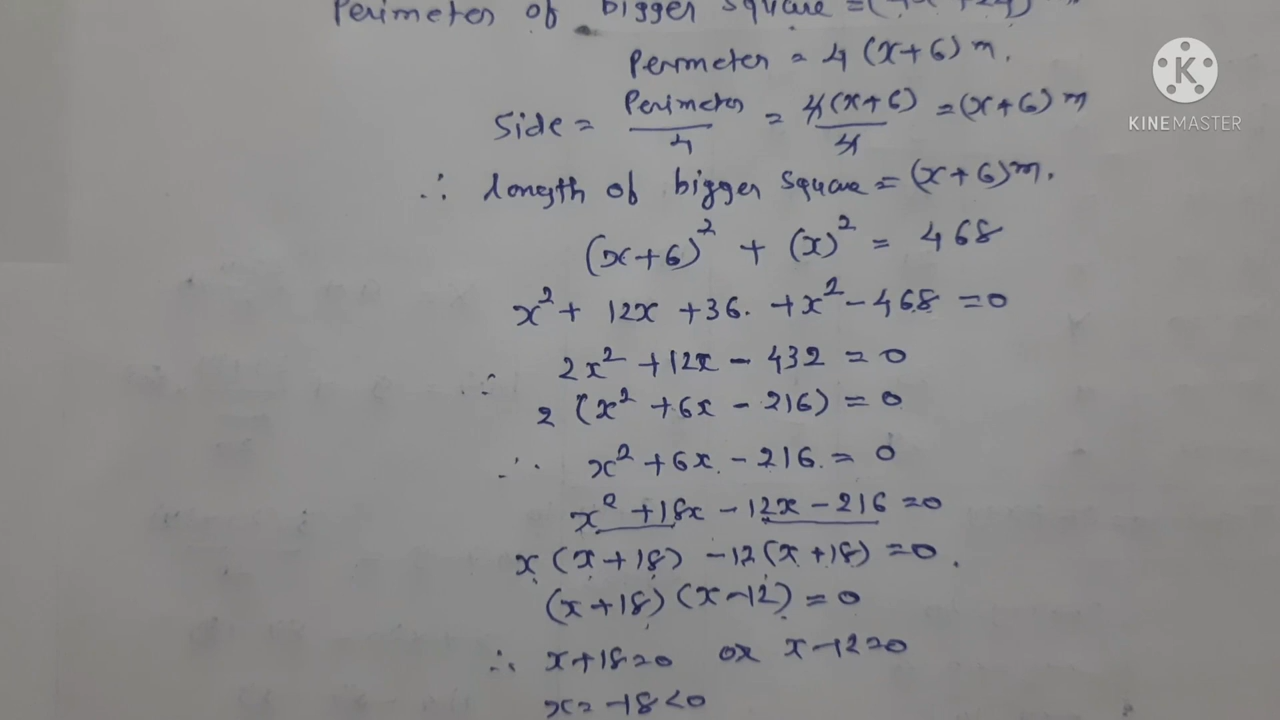 Perimeter of bigger square = (4x + 24) m
Perimeter = 4 (x+6) m.
KINEMASTER
Side = Perimeter / 4 = 4(x+6) / 4 = (x+6) m
∴ length of bigger square = (x+6) m.
(x+6)² + (x)² = 468
x² + 12x + 36. + x² - 468 = 0
∴ 2x² + 12x - 432 = 0
2 (x² + 6x - 216) = 0
∴ x² + 6x - 216 = 0
x² + 18x - 12x - 216 = 0
x (x + 18) - 12 (x + 18) = 0.
(x + 18) (x - 12) = 0
∴ x + 18 = 0 or x - 12 = 0
x = -18 < 0